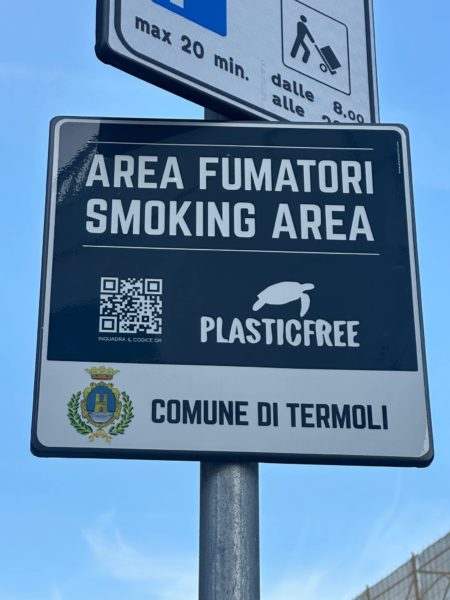 max 20 min.
dalle 8.00
alle
AREA FUMATORI
SMOKING AREA
INQUADRA IL CODICE QR
PLASTICFREE
COMUNE DI TERMOLI